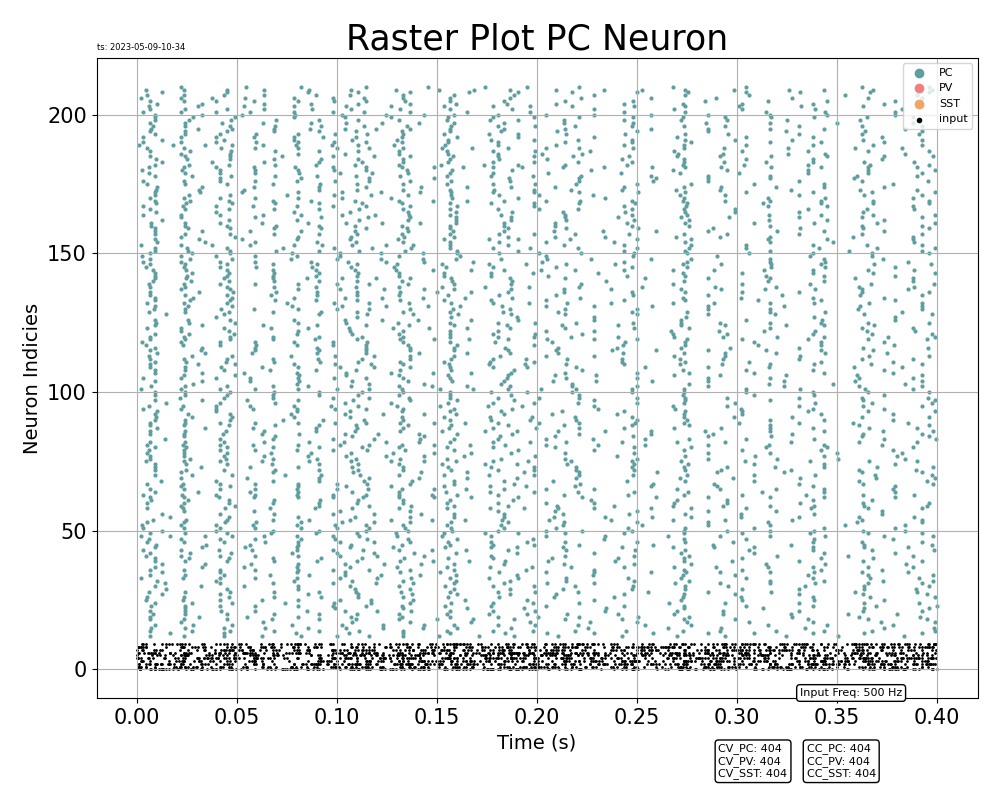 Raster Plot PC Neuron
ts: 2023-05-09-10-34
PC
PV
SST
input
200
150
100
50
0
Neuron Indicies
Input Freq: 500 Hz
0.00 0.05 0.10 0.15 0.20 0.25 0.30 0.35 0.40
Time (s)
CV_PC: 404
CV_PV: 404
CV_SST: 404
CC_PC: 404
CC_PV: 404
CC_SST: 404